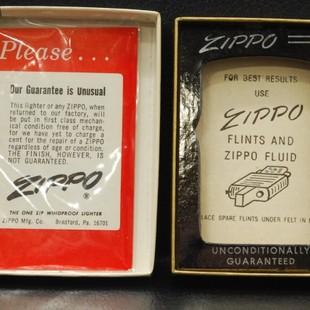 Please...
Our Guarantee is Unusual
This lighter or any ZIPPO, when
returned to our factory, will
be put in first class mechan-
ical condition free of charge,
for we have yet to charge a
cent for the repair of a ZIPPO
regardless of age or condition.
THE FINISH, HOWEVER, IS
NOT GUARANTEED.
ZIPPO
®
THE ONE ZIP WINDPROOF LIGHTER
ZIPPO Mfg. Co. Bradford, Pa. 16701
ZIPPO
FOR BEST RESULTS
USE
ZIPPO
FLINTS AND
ZIPPO FLUID
SPARE FLINTS UNDER FELT IN
UNCONDITIONALLY
GUARANTEED